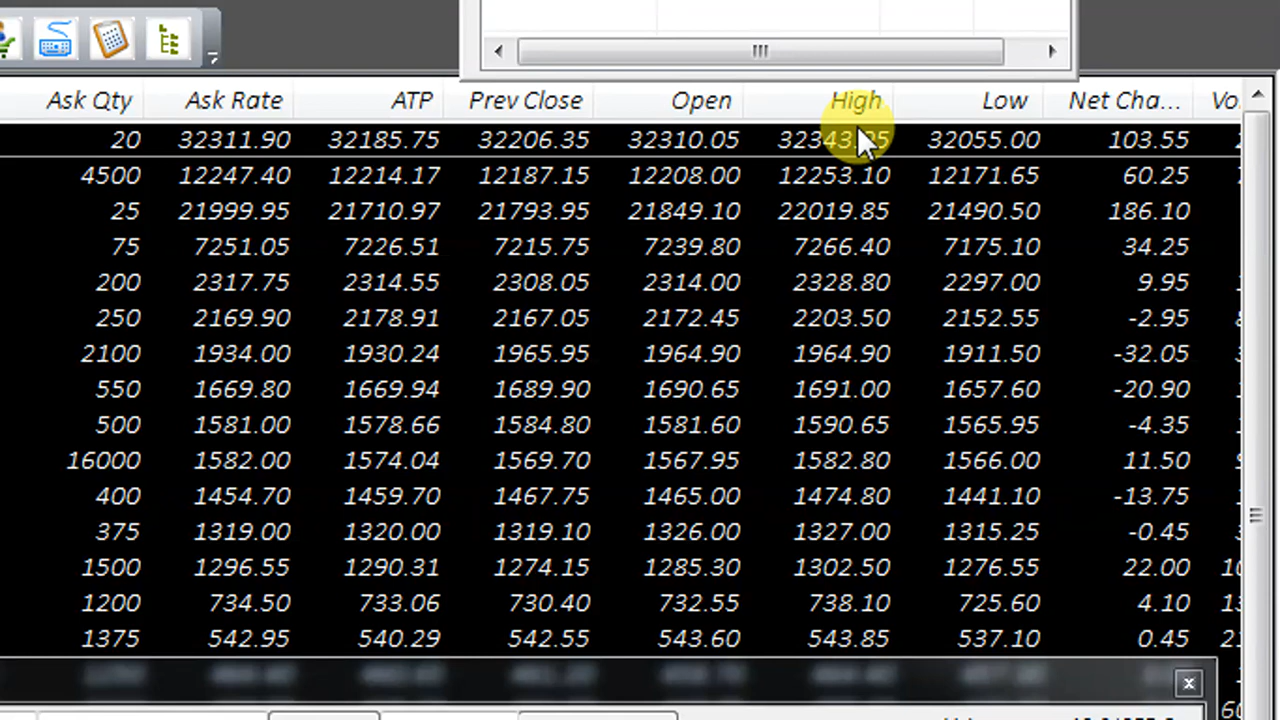 Ask Qty Ask Rate ATP Prev Close Open High Low Net Cha... Vo.
20 32311.90 32185.75 32206.35 32310.05 32055.00 103.55
4500 12247.40 12214.17 12187.15 12208.00 12253.10 12171.65 60.25
25 21999.95 21710.97 21793.95 21849.10 22019.85 21490.50 186.10
75 7251.05 7226.51 7215.75 7239.80 7266.40 7175.10 34.25
200 2317.75 2314.55 2308.05 2314.00 2328.80 2297.00 9.95
250 2169.90 2178.91 2167.05 2172.45 2203.50 2152.55 -2.95
2100 1934.00 1930.24 1965.95 1964.90 1964.90 1911.50 -32.05
550 1669.80 1669.94 1689.90 1690.65 1691.00 1657.60 -20.90
500 1581.00 1578.66 1584.80 1581.60 1590.65 1565.95 -4.35
16000 1582.00 1574.04 1569.70 1567.95 1582.80 1566.00 11.50
400 1454.70 1459.70 1467.75 1465.00 1474.80 1441.10 -13.75
375 1319.00 1320.00 1319.10 1326.00 1327.00 1315.25 -0.45
1500 1296.55 1290.31 1274.15 1285.30 1302.50 1276.55 22.00
1200 734.50 733.06 730.40 732.55 738.10 725.60 4.10
1375 542.95 540.29 542.55 543.60 543.85 537.10 0.45